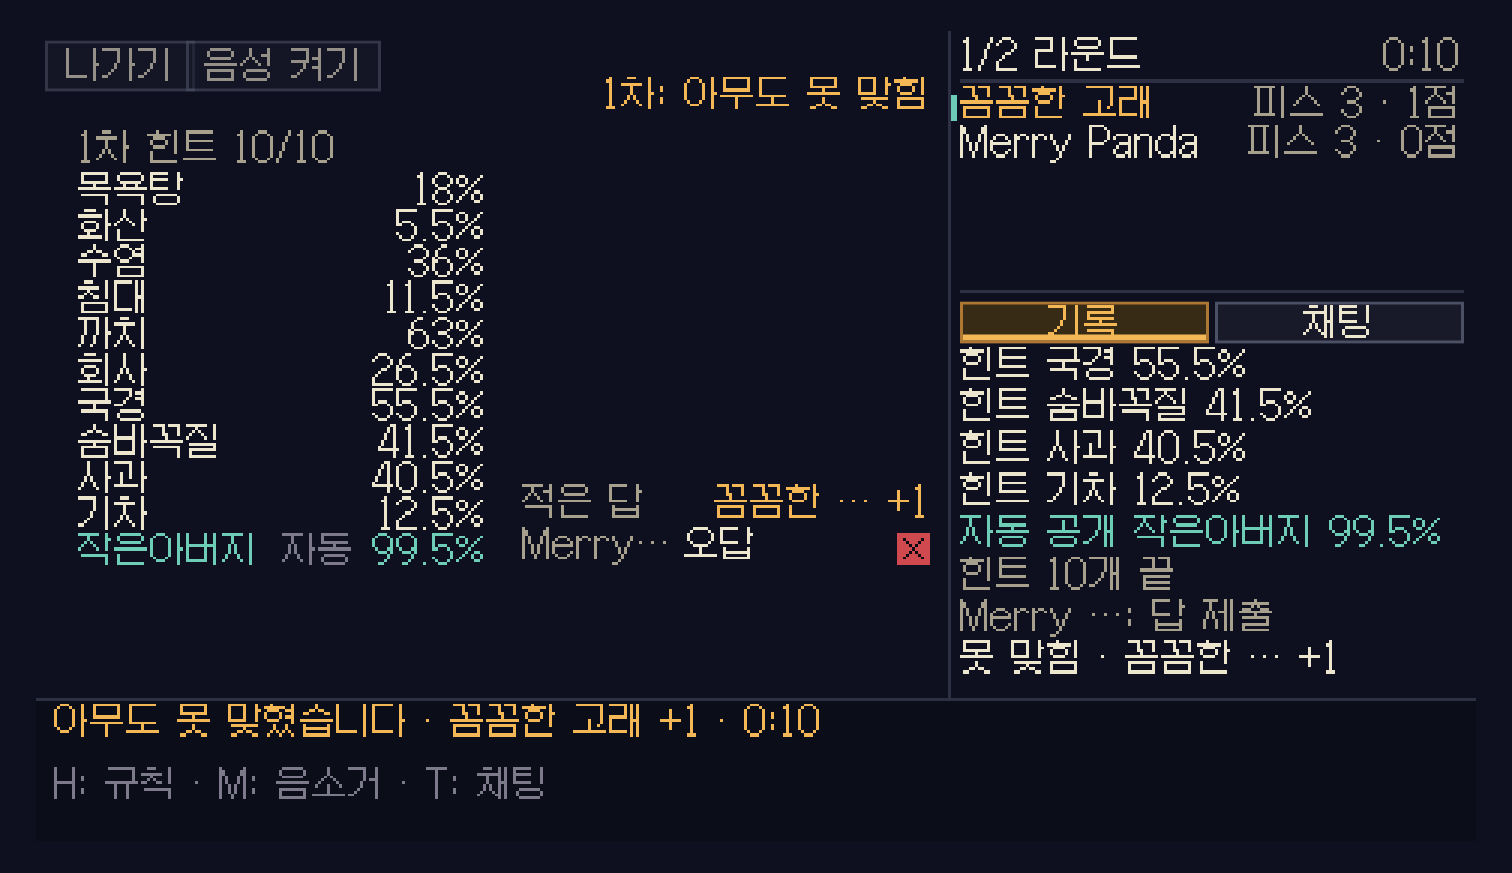 나가기 음성 켜기
1차: 아무도 못 맞힘
1차 힌트 10/10
목욕탕 18%
화산 5.5%
수염 36%
침대 11.5%
까치 63%
회사 26.5%
국경 55.5%
숨바꼭질 41.5%
사과 40.5%
기차 12.5%
작은아버지 자동 99.5%
적은 답 꼼꼼한 … +1
Merry… 오답 X
1/2 라운드 0:10
꼼꼼한 고래 피스 3 · 1점
Merry Panda 피스 3 · 0점
기록 채팅
힌트 국경 55.5%
힌트 숨바꼭질 41.5%
힌트 사과 40.5%
힌트 기차 12.5%
자동 공개 작은아버지 99.5%
힌트 10개 끝
Merry …: 답 제출
못 맞힘 · 꼼꼼한 … +1
아무도 못 맞혔습니다 · 꼼꼼한 고래 +1 · 0:10
H: 규칙 · M: 음소거 · T: 채팅